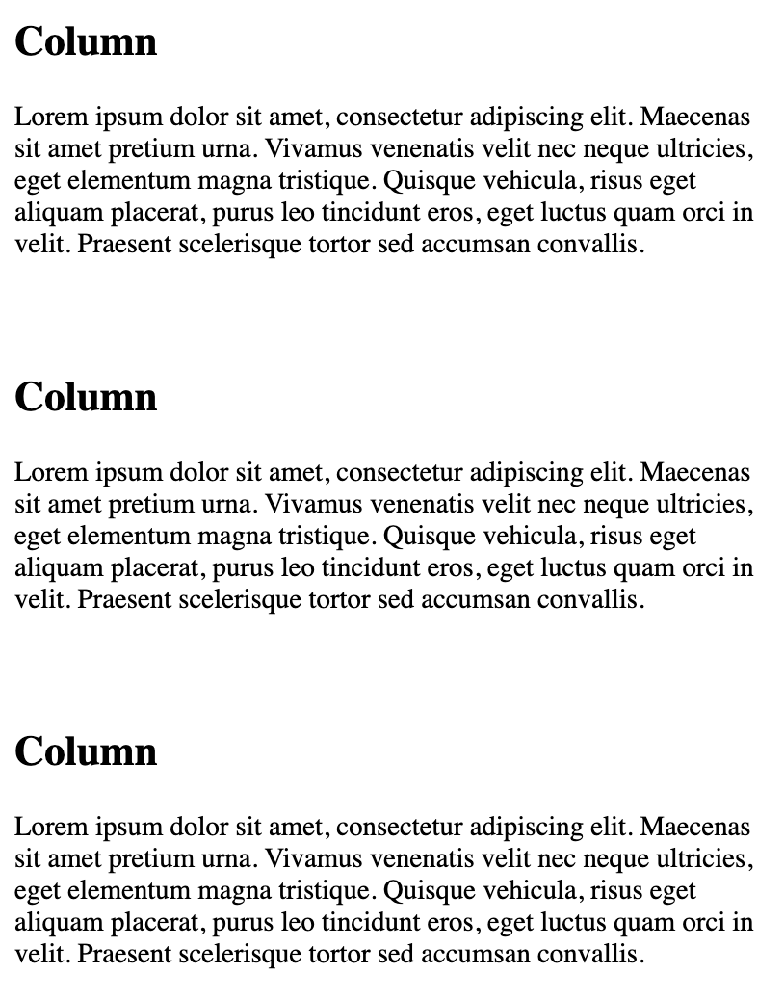 Column
Lorem ipsum dolor sit amet, consectetur adipiscing elit. Maecenas
sit amet pretium urna. Vivamus venenatis velit nec neque ultricies,
eget elementum magna tristique. Quisque vehicula, risus eget
aliquam placerat, purus leo tincidunt eros, eget luctus quam orci in
velit. Praesent scelerisque tortor sed accumsan convallis.
Column
Lorem ipsum dolor sit amet, consectetur adipiscing elit. Maecenas
sit amet pretium urna. Vivamus venenatis velit nec neque ultricies,
eget elementum magna tristique. Quisque vehicula, risus eget
aliquam placerat, purus leo tincidunt eros, eget luctus quam orci in
velit. Praesent scelerisque tortor sed accumsan convallis.
Column
Lorem ipsum dolor sit amet, consectetur adipiscing elit. Maecenas
sit amet pretium urna. Vivamus venenatis velit nec neque ultricies,
eget elementum magna tristique. Quisque vehicula, risus eget
aliquam placerat, purus leo tincidunt eros, eget luctus quam orci in
velit. Praesent scelerisque tortor sed accumsan convallis.